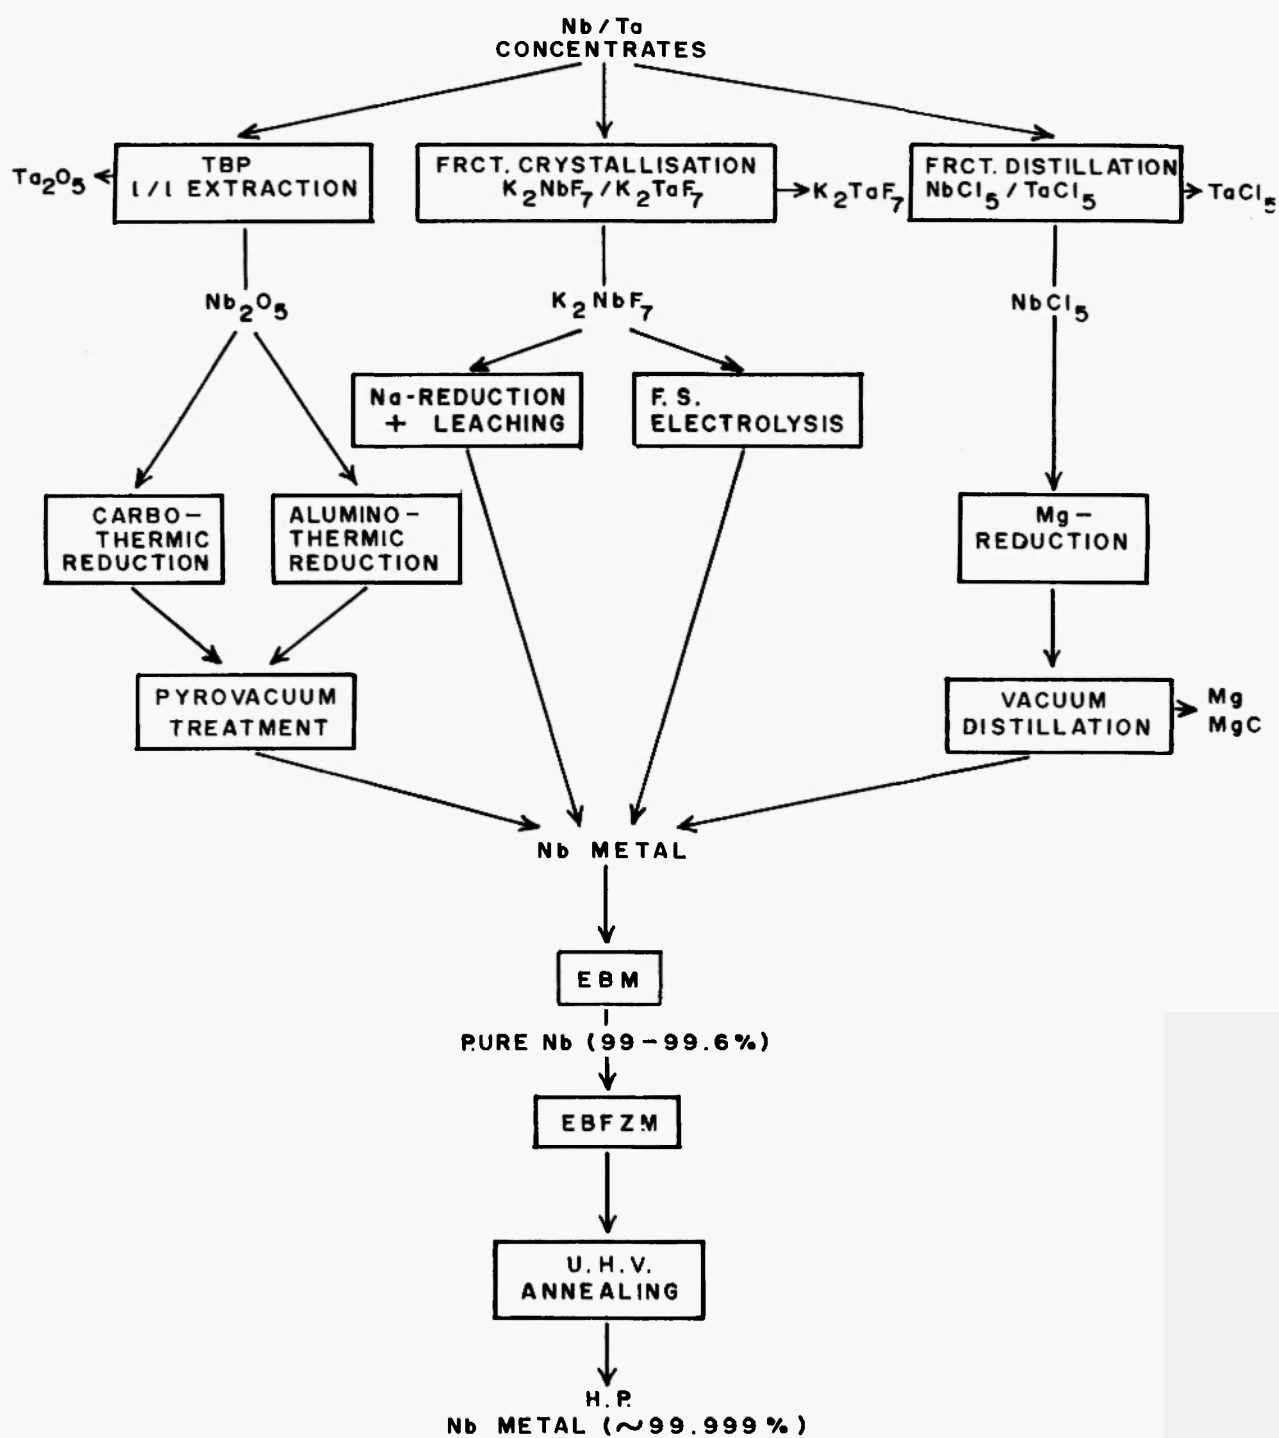 Nb/Ta
CONCENTRATES
TBP
l/l EXTRACTION
Ta₂O₅
FRCT. CRYSTALLISATION
K₂NbF₇/K₂TaF₇
K₂TaF₇
FRCT. DISTILLATION
NbCl₅/TaCl₅
TaCl₅
Nb₂O₅
K₂NbF₇
NbCl₅
Na-REDUCTION
+ LEACHING
F.S.
ELECTROLYSIS
CARBO-
THERMIC
REDUCTION
ALUMINO-
THERMIC
REDUCTION
Mg-
REDUCTION
PYROVACUUM
TREATMENT
VACUUM
DISTILLATION
Mg
MgC
Nb METAL
EBM
PURE Nb (99-99.6%)
EBFZM
U.H.V.
ANNEALING
H.P.
Nb METAL (~99.999%)